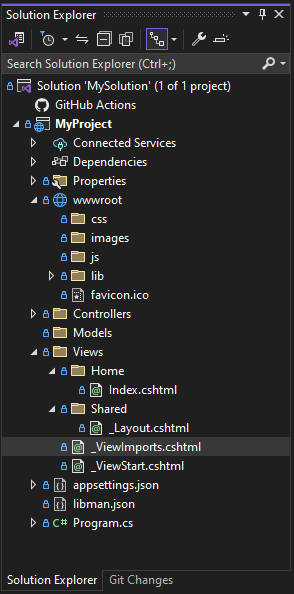 Solution Explorer
Search Solution Explorer (Ctrl+;)
Solution 'MySolution' (1 of 1 project)
GitHub Actions
MyProject
Connected Services
Dependencies
Properties
wwwroot
css
images
js
lib
favicon.ico
Controllers
Models
Views
Home
Index.cshtml
Shared
_Layout.cshtml
_ViewImports.cshtml
_ViewStart.cshtml
appsettings.json
libman.json
C# Program.cs
Solution Explorer Git Changes